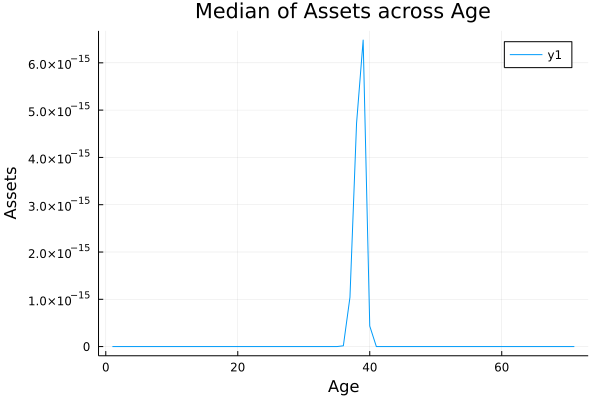 Median of Assets across Age
y1
6.0×10⁻¹⁵
5.0×10⁻¹⁵
4.0×10⁻¹⁵
3.0×10⁻¹⁵
2.0×10⁻¹⁵
1.0×10⁻¹⁵
0
Assets
0 20 40 60
Age